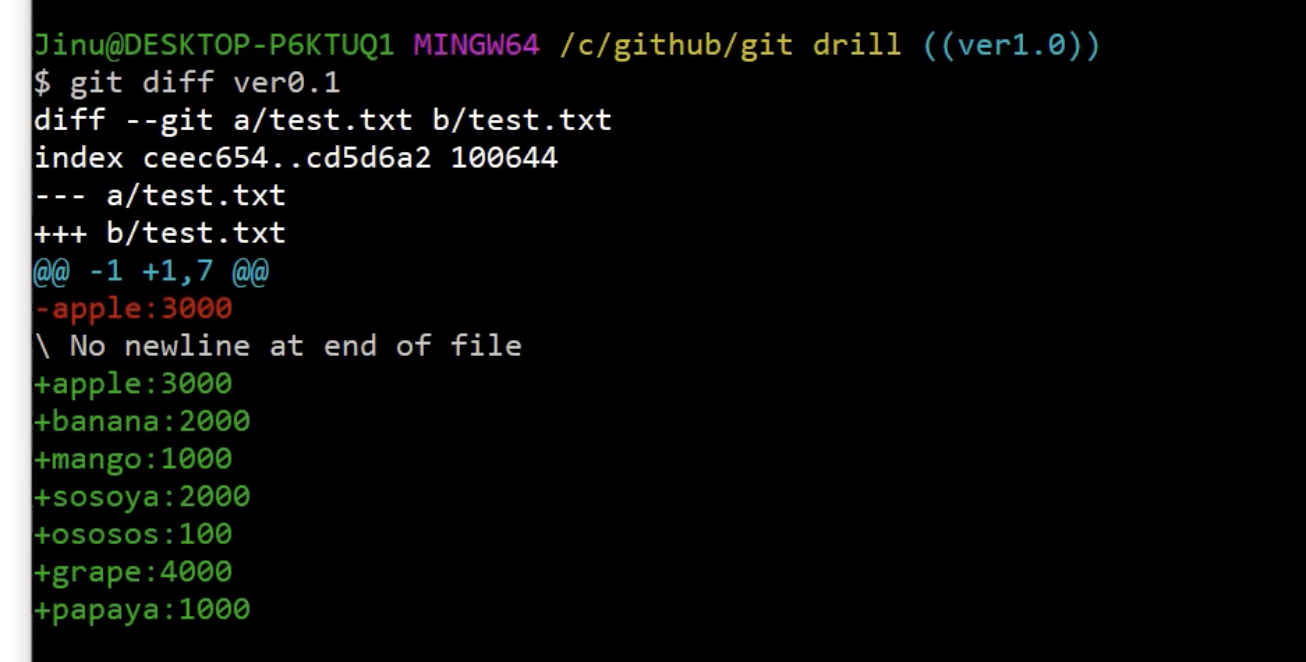 Jinu@DESKTOP-P6KTUQ1 MINGW64 /c/github/git drill ((ver1.0))
$ git diff ver0.1
diff --git a/test.txt b/test.txt
index ceec654..cd5d6a2 100644
--- a/test.txt
+++ b/test.txt
@@ -1 +1,7 @@
-apple:3000
\ No newline at end of file
+apple:3000
+banana:2000
+mango:1000
+sosoya:2000
+ososos:100
+grape:4000
+papaya:1000